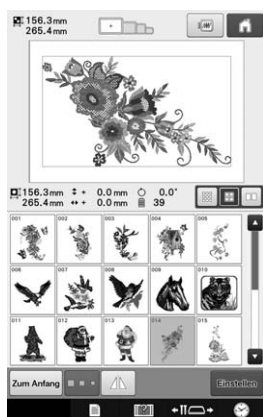 156.3mm
265.4mm
156.3mm + 0.0mm 0.0°
265.4mm + 0.0mm 39
001 002 003 004 005
006 007 008 009 010
011 012 013 014 015
Zum Anfang Einstellen